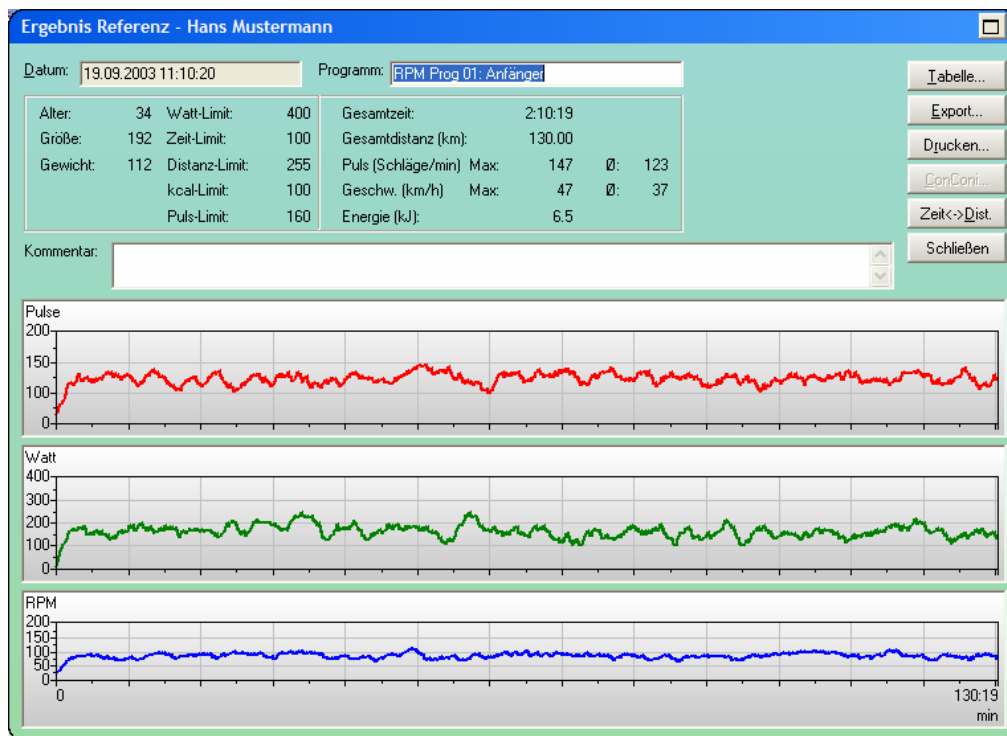 Ergebnis Referenz - Hans Mustermann
Datum: 19.09.2003 11:10:20 Programm: RPM Prog 01: Anfänger
Tabelle...
Export...
Drucken...
ConConi...
Zeit<->Dist.
Schließen
Alter: 34 Watt-Limit: 400
Größe: 192 Zeit-Limit: 100
Gewicht: 112 Distanz-Limit: 255
kcal-Limit: 100
Puls-Limit: 160
Gesamtzeit: 2:10:19
Gesamtdistanz (km): 130.00
Puls (Schläge/min) Max: 147 Ø: 123
Geschw. (km/h) Max: 47 Ø: 37
Energie (kJ): 6.5
Kommentar:
Pulse
200
150
100
0
Watt
400
300
200
100
0
RPM
200
150
100
50
0
0 130:19
min